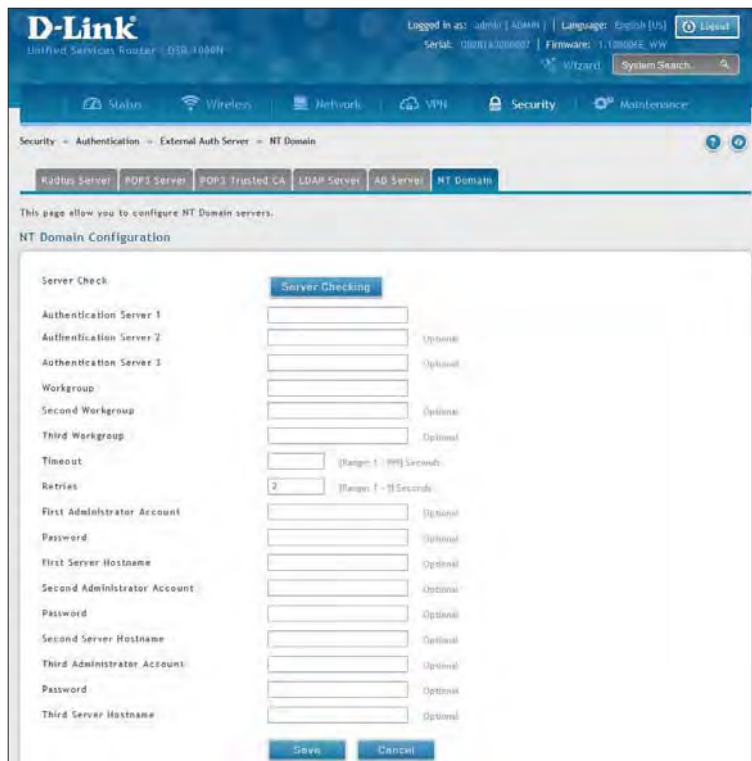 D-Link
Unified Services Router - DSR-1000N
Logged in as: admin ( ADMIN ) | Language: English [US]
Logout
Serial: | Firmware: WW
Wizard
System Search...
Status
Wireless
Network
VPN
Security
Maintenance
Security » Authentication » External Auth Server » NT Domain
Radius Server
POP3 Server
POP3 Trusted CA
LDAP Server
AD Server
NT Domain
This page allow you to configure NT Domain servers.
NT Domain Configuration
Server Check
Server Checking
Authentication Server 1
Authentication Server 2 Optional
Authentication Server 3 Optional
Workgroup
Second Workgroup Optional
Third Workgroup Optional
Timeout [Range: 1 - 999] Seconds
Retries 2 [Range: 1 - 9] Seconds
First Administrator Account Optional
Password Optional
First Server Hostname Optional
Second Administrator Account Optional
Password Optional
Second Server Hostname Optional
Third Administrator Account Optional
Password Optional
Third Server Hostname Optional
Save
Cancel